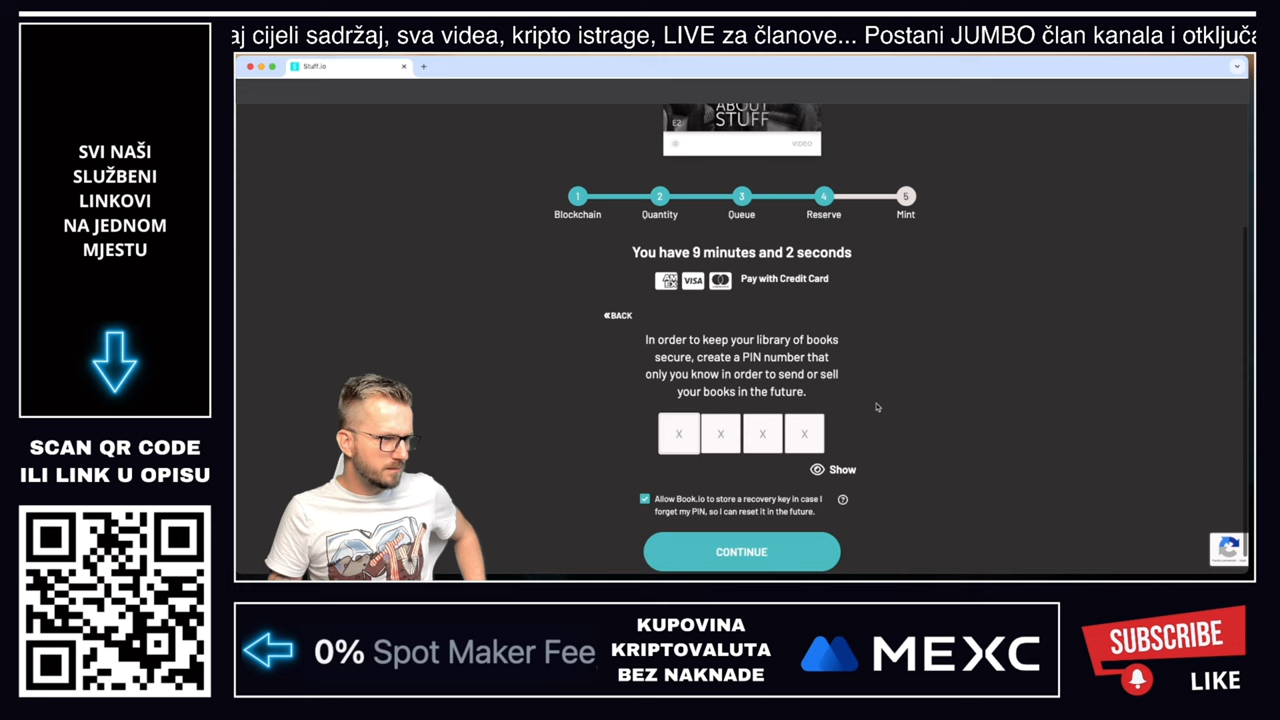 aj cijeli sadržaj, sva videa, kripto istrage, LIVE za članove... Postani JUMBO član kanala i otključa
SVI NAŠI
SLUŽBENI
LINKOVI
NA JEDNOM
MJESTU
SCAN QR CODE
ILI LINK U OPISU
Stuff.io
ABOUT
STUFF
E2
VIDEO
1
2
3
4
5
Blockchain
Quantity
Queue
Reserve
Mint
You have 9 minutes and 2 seconds
AMEX
VISA
Pay with Credit Card
BACK
In order to keep your library of books
secure, create a PIN number that
only you know in order to send or sell
your books in the future.
X
X
X
X
Show
Allow Book.io to store a recovery key in case I
forget my PIN, so I can reset it in the future.
?
CONTINUE
0% Spot Maker Fee
KUPOVINA
KRIPTOVALUTA
BEZ NAKNADE
MEXC
SUBSCRIBE
LIKE